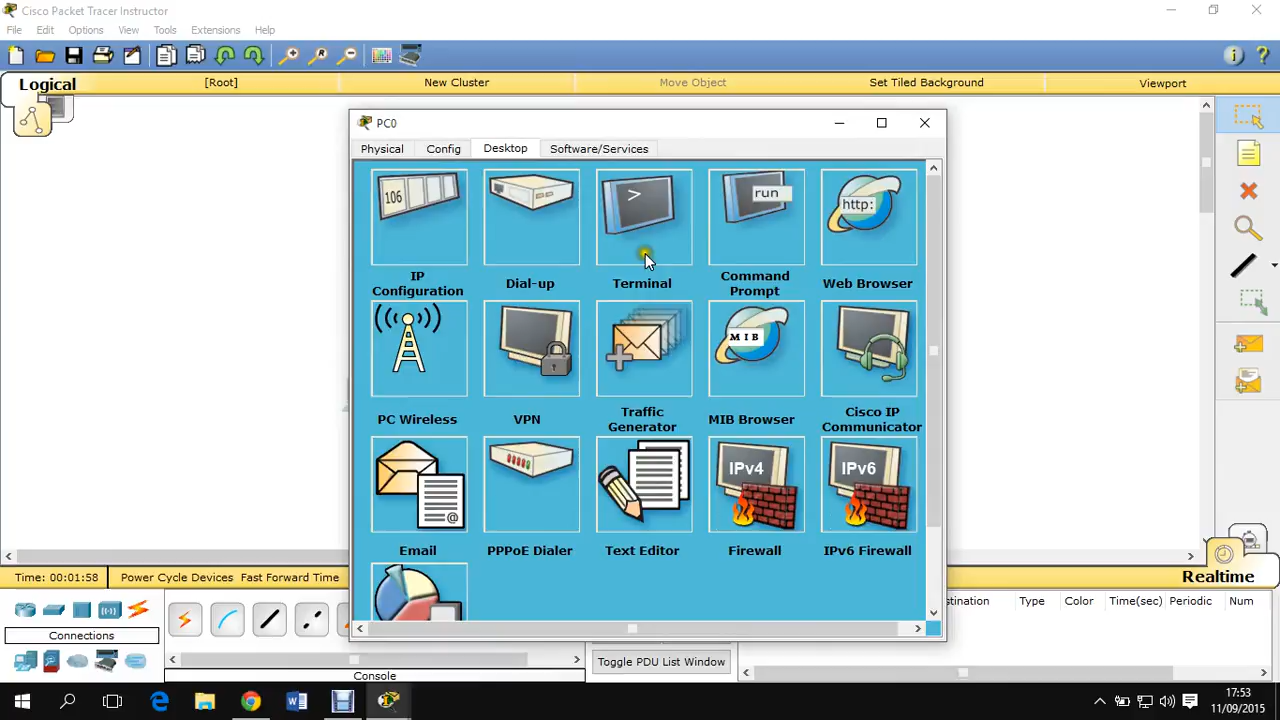 Cisco Packet Tracer Instructor
File Edit Options View Tools Extensions Help
Logical
[Root]
New Cluster
Move Object
Set Tiled Background
Viewport
PC0
Physical
Config
Desktop
Software/Services
106
>
run
http:
IP
Configuration
Dial-up
Terminal
Command
Prompt
Web Browser
MIB
PC Wireless
VPN
Traffic
Generator
MIB Browser
Cisco IP
Communicator
@
IPv4
IPv6
Email
PPPoE Dialer
Text Editor
Firewall
IPv6 Firewall
Time: 00:01:58
Power Cycle Devices Fast Forward Time
Realtime
Connections
Console
Toggle PDU List Window
stination Type Color Time(sec) Periodic Num
17:53
11/09/2015